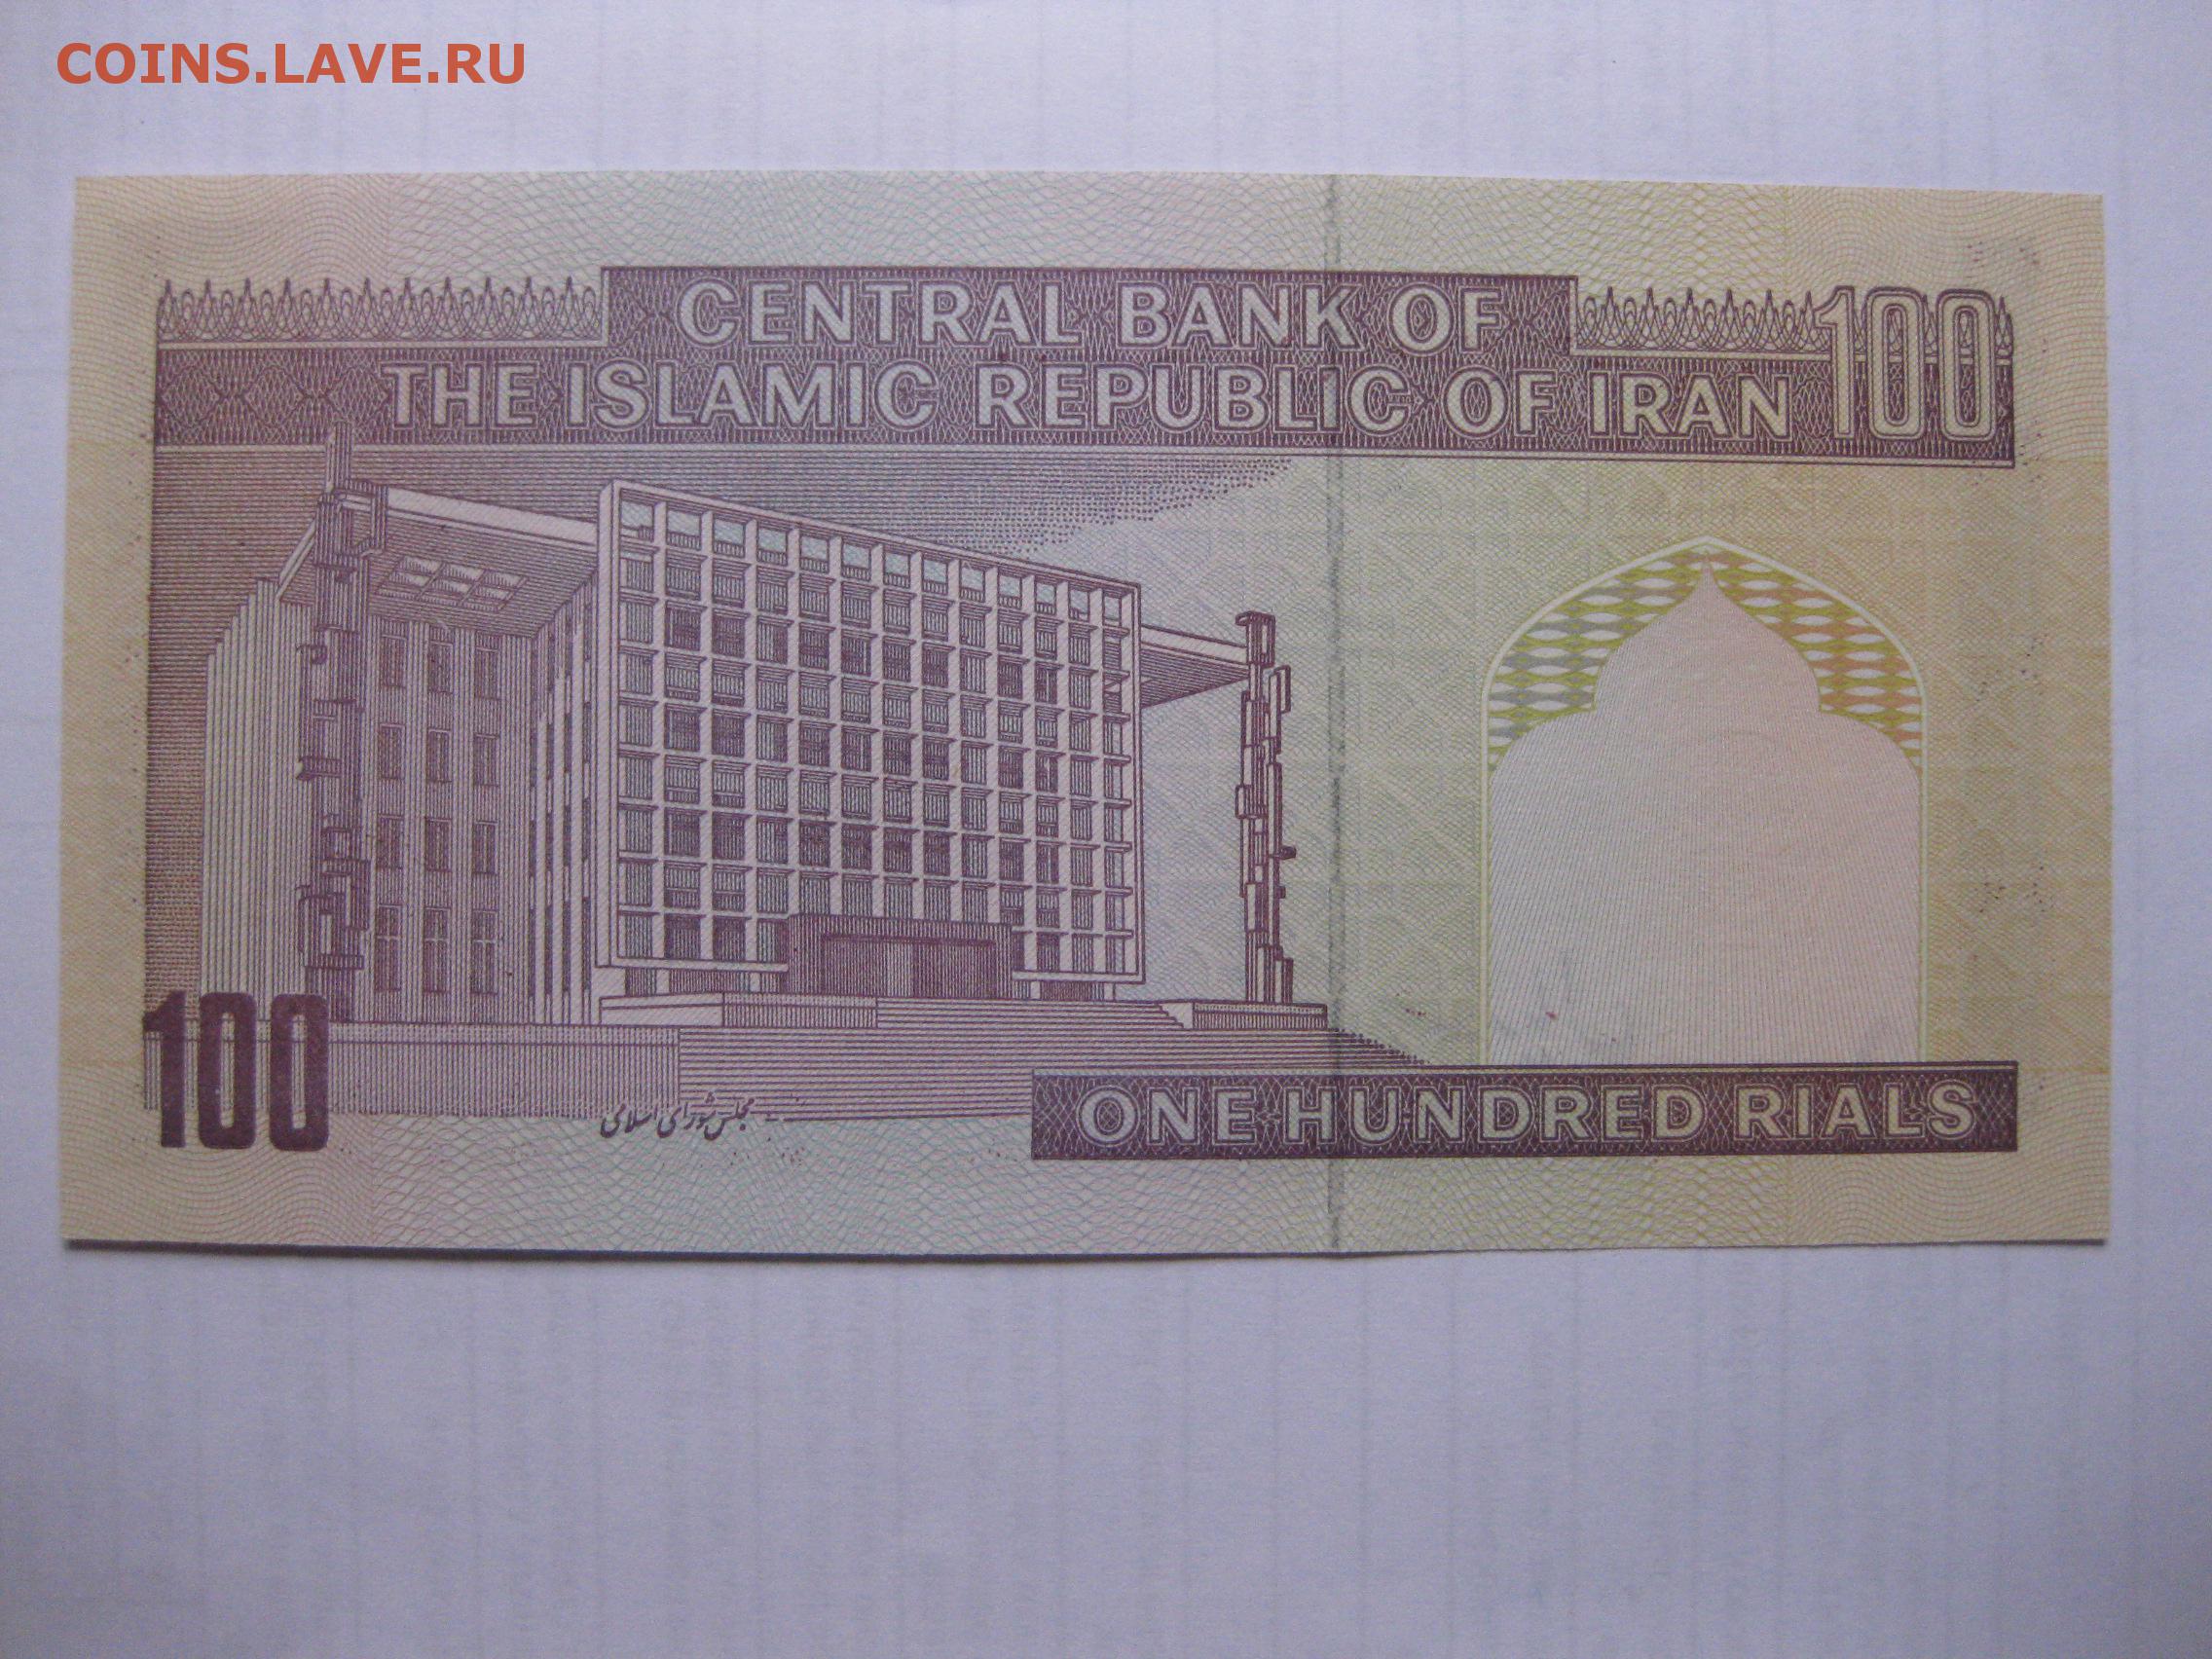 COINS.LAVE.RU
CENTRAL BANK OF
THE ISLAMIC REPUBLIC OF IRAN
100
100
مجلس شورای اسلامی
ONE HUNDRED RIALS